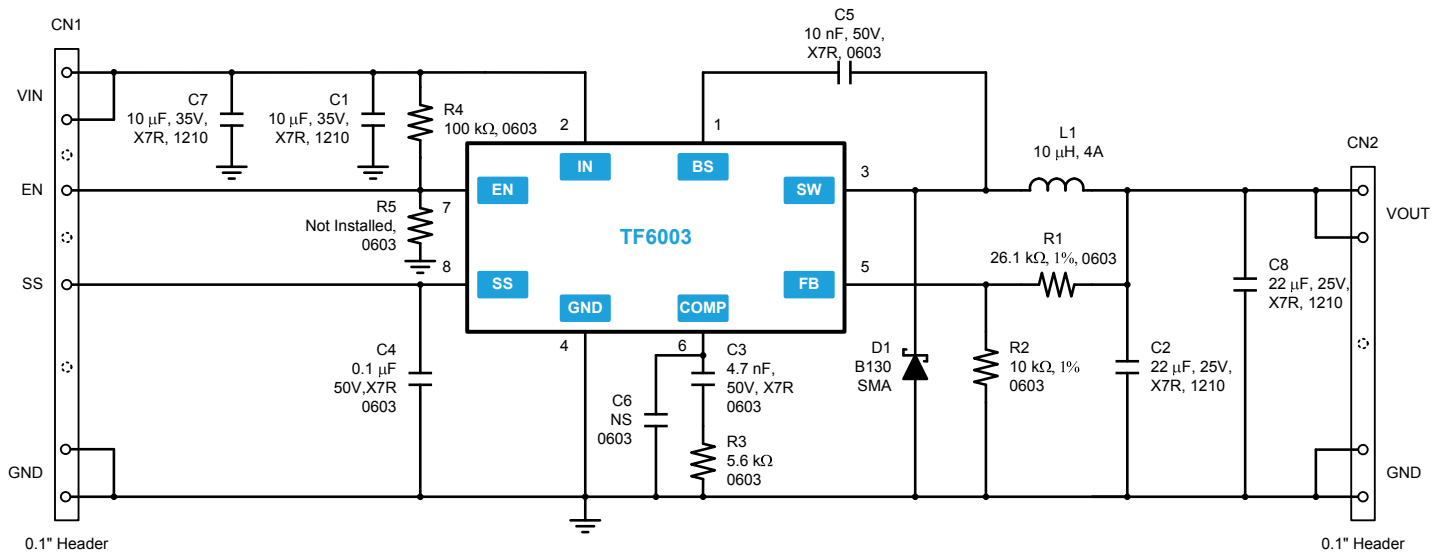 CN1
VIN
EN
SS
GND
0.1" Header
C7
10 μF, 35V,
X7R, 1210
C1
10 μF, 35V,
X7R, 1210
R4
100 kΩ, 0603
R5
Not Installed,
0603
C4
0.1 μF
50V,X7R
0603
2
1
7
8
3
5
4
6
IN
BS
EN
SW
TF6003
SS
FB
GND
COMP
C5
10 nF, 50V,
X7R, 0603
C6
NS
0603
C3
4.7 nF,
50V, X7R
0603
R3
5.6 kΩ
0603
L1
10 μH, 4A
R1
26.1 kΩ, 1%, 0603
D1
B130
SMA
R2
10 kΩ, 1%
0603
C2
22 μF, 25V,
X7R, 1210
C8
22 μF, 25V,
X7R, 1210
CN2
VOUT
GND
0.1" Header